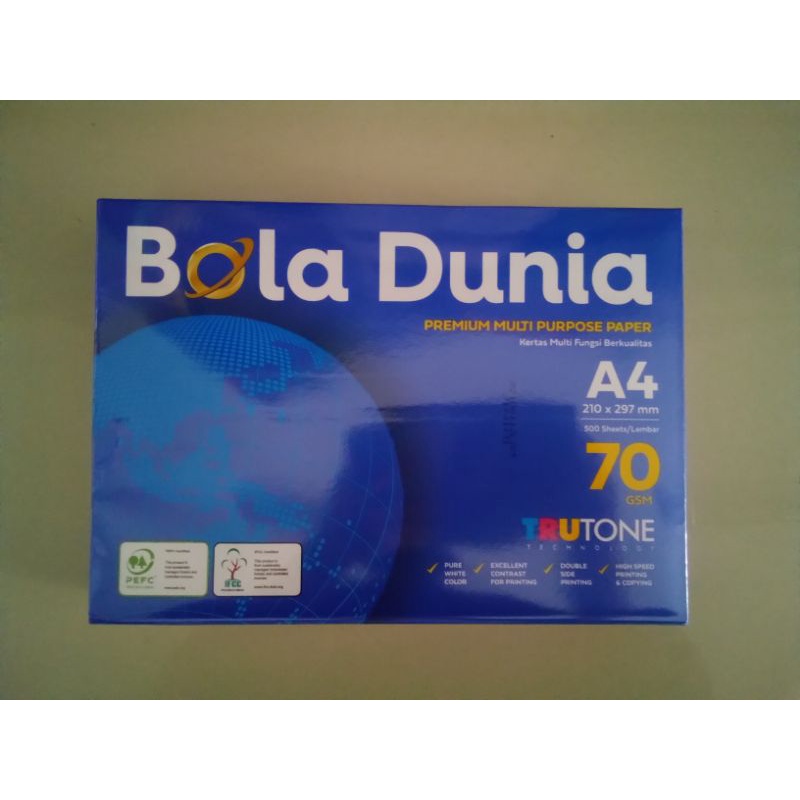 Bola Dunia
PREMIUM MULTI PURPOSE PAPER
Kertas Multi Fungsi Berkualitas
A4
210 x 297 mm
500 Sheets/Lembar
70
GSM
TRUTONE
TECHNOLOGY
PURE WHITE COLOR
EXCELLENT CONTRAST FOR PRINTING
DOUBLE SIDE PRINTING
HIGH SPEED PRINTING & COPYING
PEFC
IFCC